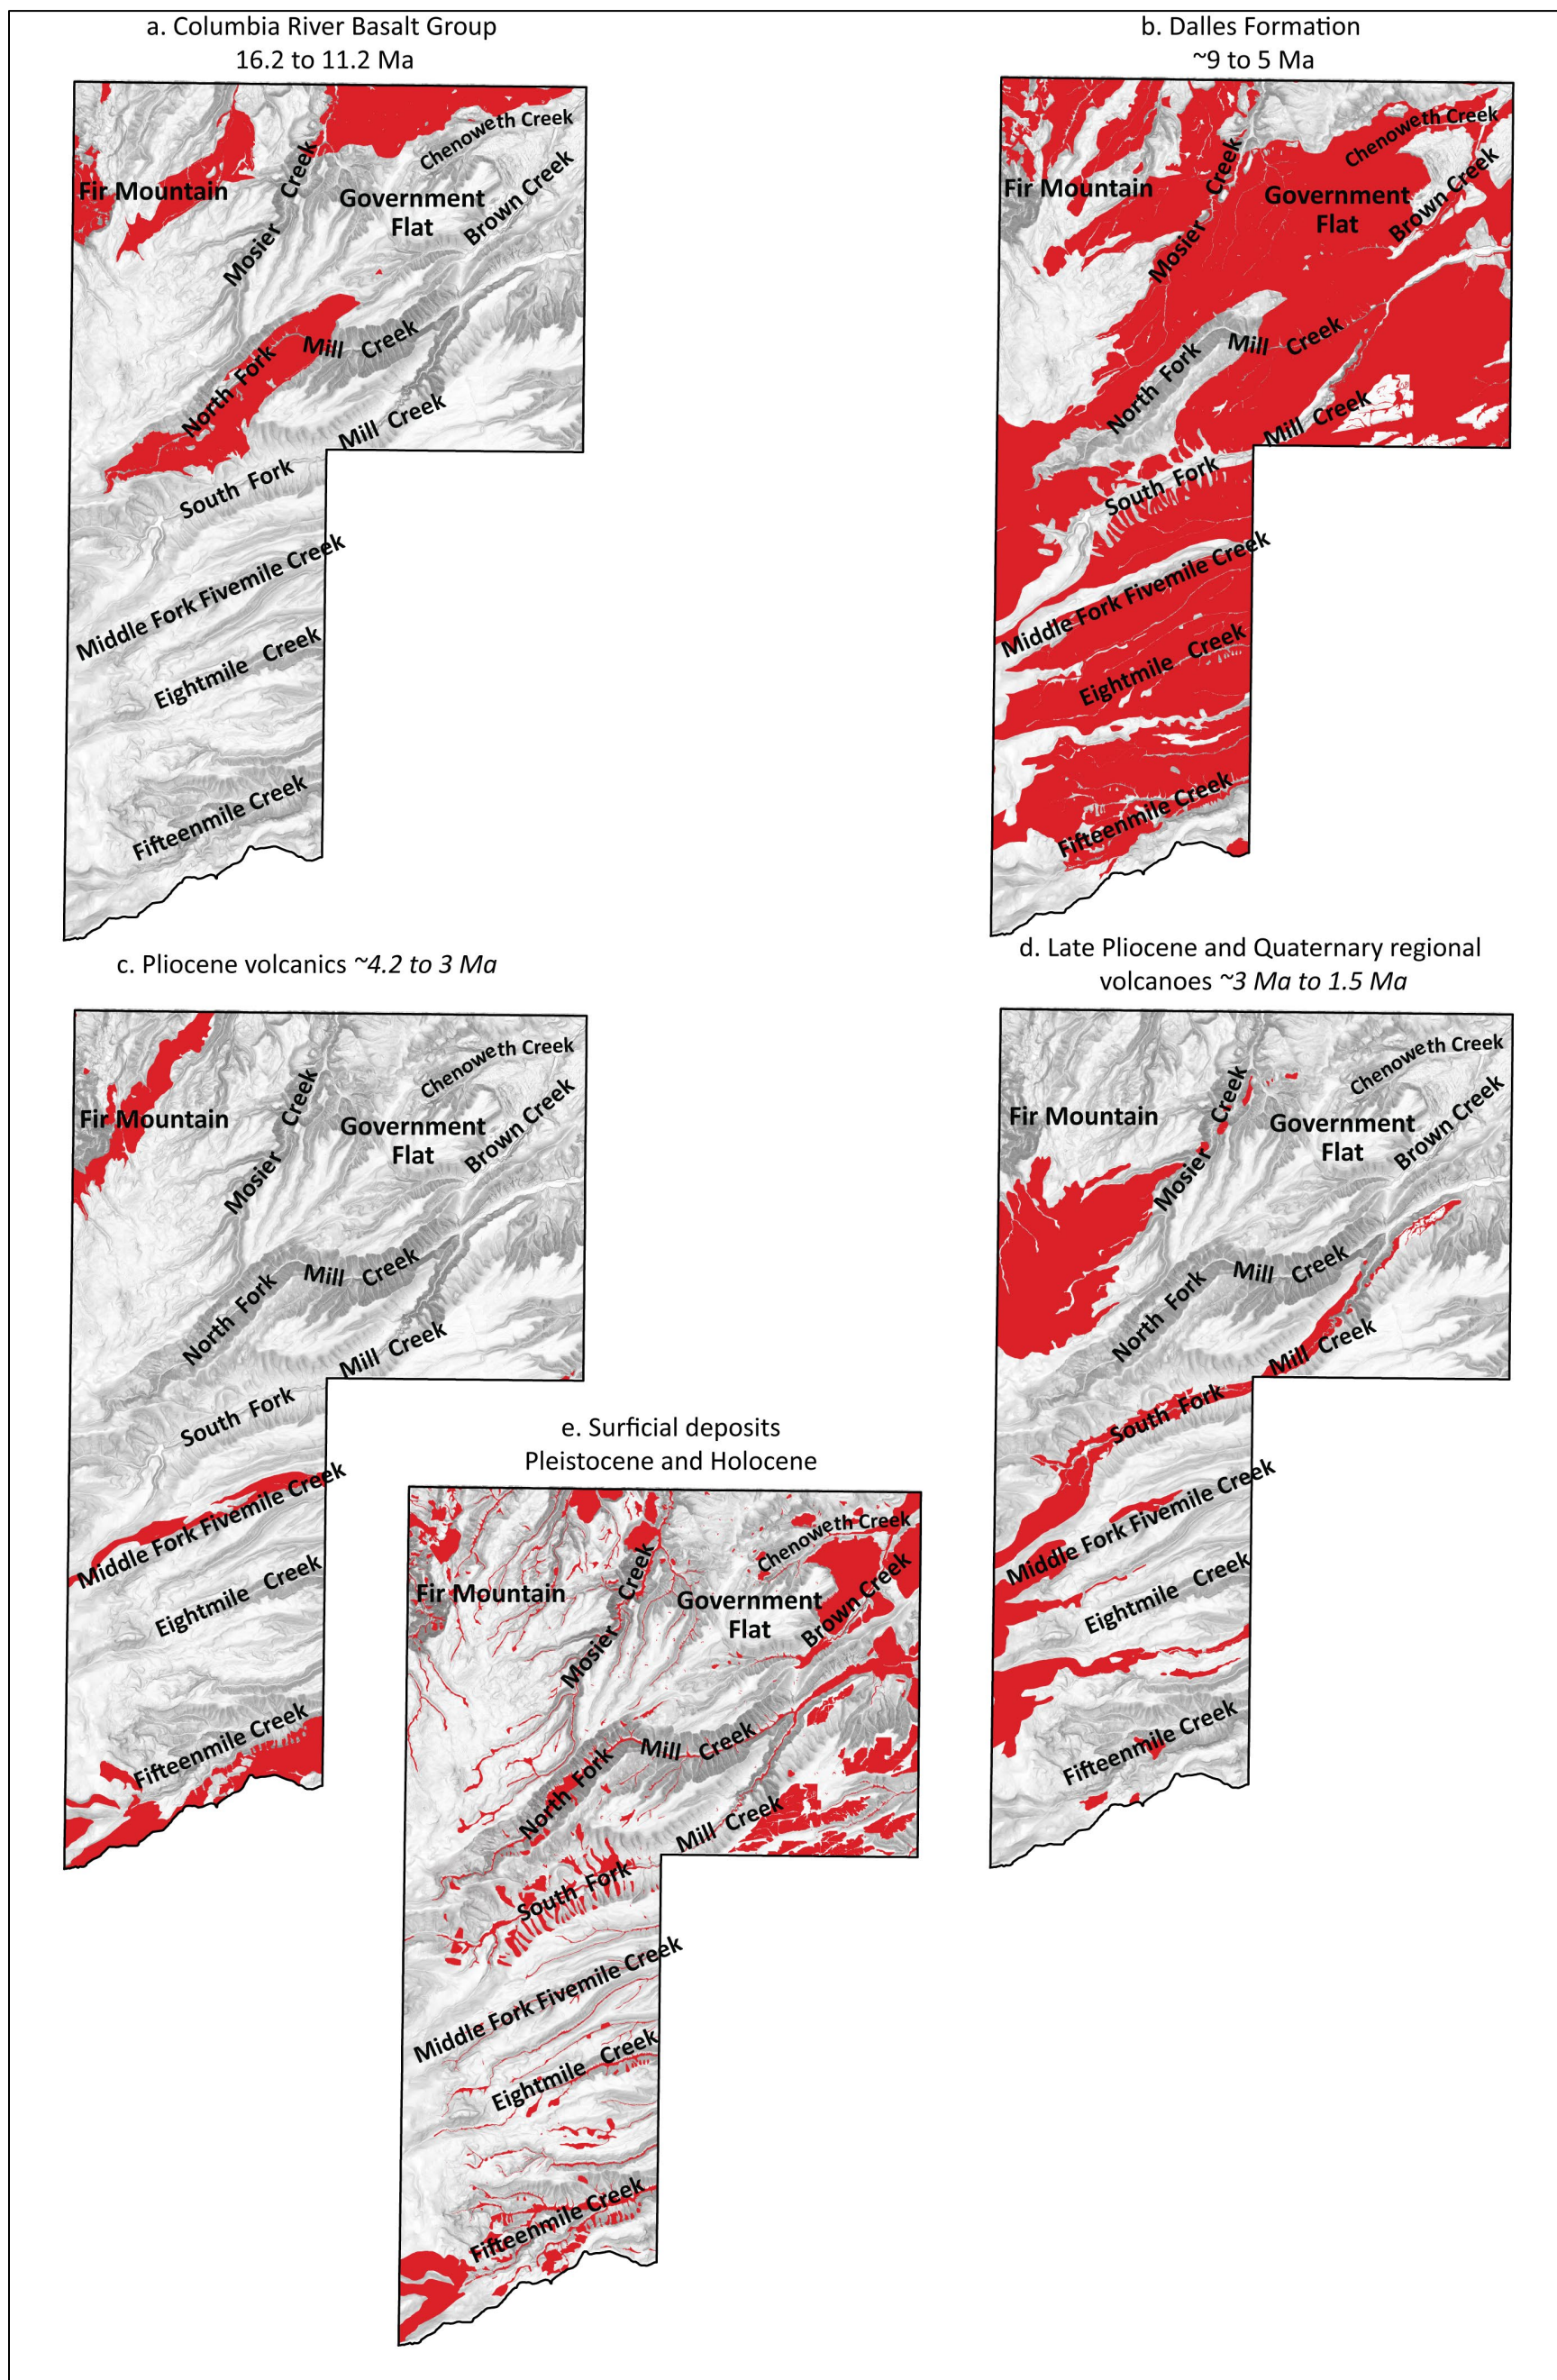 a. Columbia River Basalt Group
16.2 to 11.2 Ma
Fir Mountain
Mosier Creek
Chenoweth Creek
Government
Flat
Brown Creek
North Fork Mill Creek
South Fork Mill Creek
Middle Fork Fivemile Creek
Eightmile Creek
Fifteenmile Creek
b. Dalles Formation
~9 to 5 Ma
Fir Mountain
Mosier Creek
Chenoweth Creek
Government
Flat
Brown Creek
North Fork Mill Creek
South Fork Mill Creek
Middle Fork Fivemile Creek
Eightmile Creek
Fifteenmile Creek
c. Pliocene volcanics ~4.2 to 3 Ma
Fir Mountain
Mosier Creek
Chenoweth Creek
Government
Flat
Brown Creek
North Fork Mill Creek
South Fork Mill Creek
Middle Fork Fivemile Creek
Eightmile Creek
Fifteenmile Creek
d. Late Pliocene and Quaternary regional
volcanoes ~3 Ma to 1.5 Ma
Fir Mountain
Mosier Creek
Chenoweth Creek
Government
Flat
Brown Creek
North Fork Mill Creek
South Fork Mill Creek
Middle Fork Fivemile Creek
Eightmile Creek
Fifteenmile Creek
e. Surficial deposits
Pleistocene and Holocene
Fir Mountain
Mosier Creek
Chenoweth Creek
Government
Flat
Brown Creek
North Fork Mill Creek
South Fork Mill Creek
Middle Fork Fivemile Creek
Eightmile Creek
Fifteenmile Creek